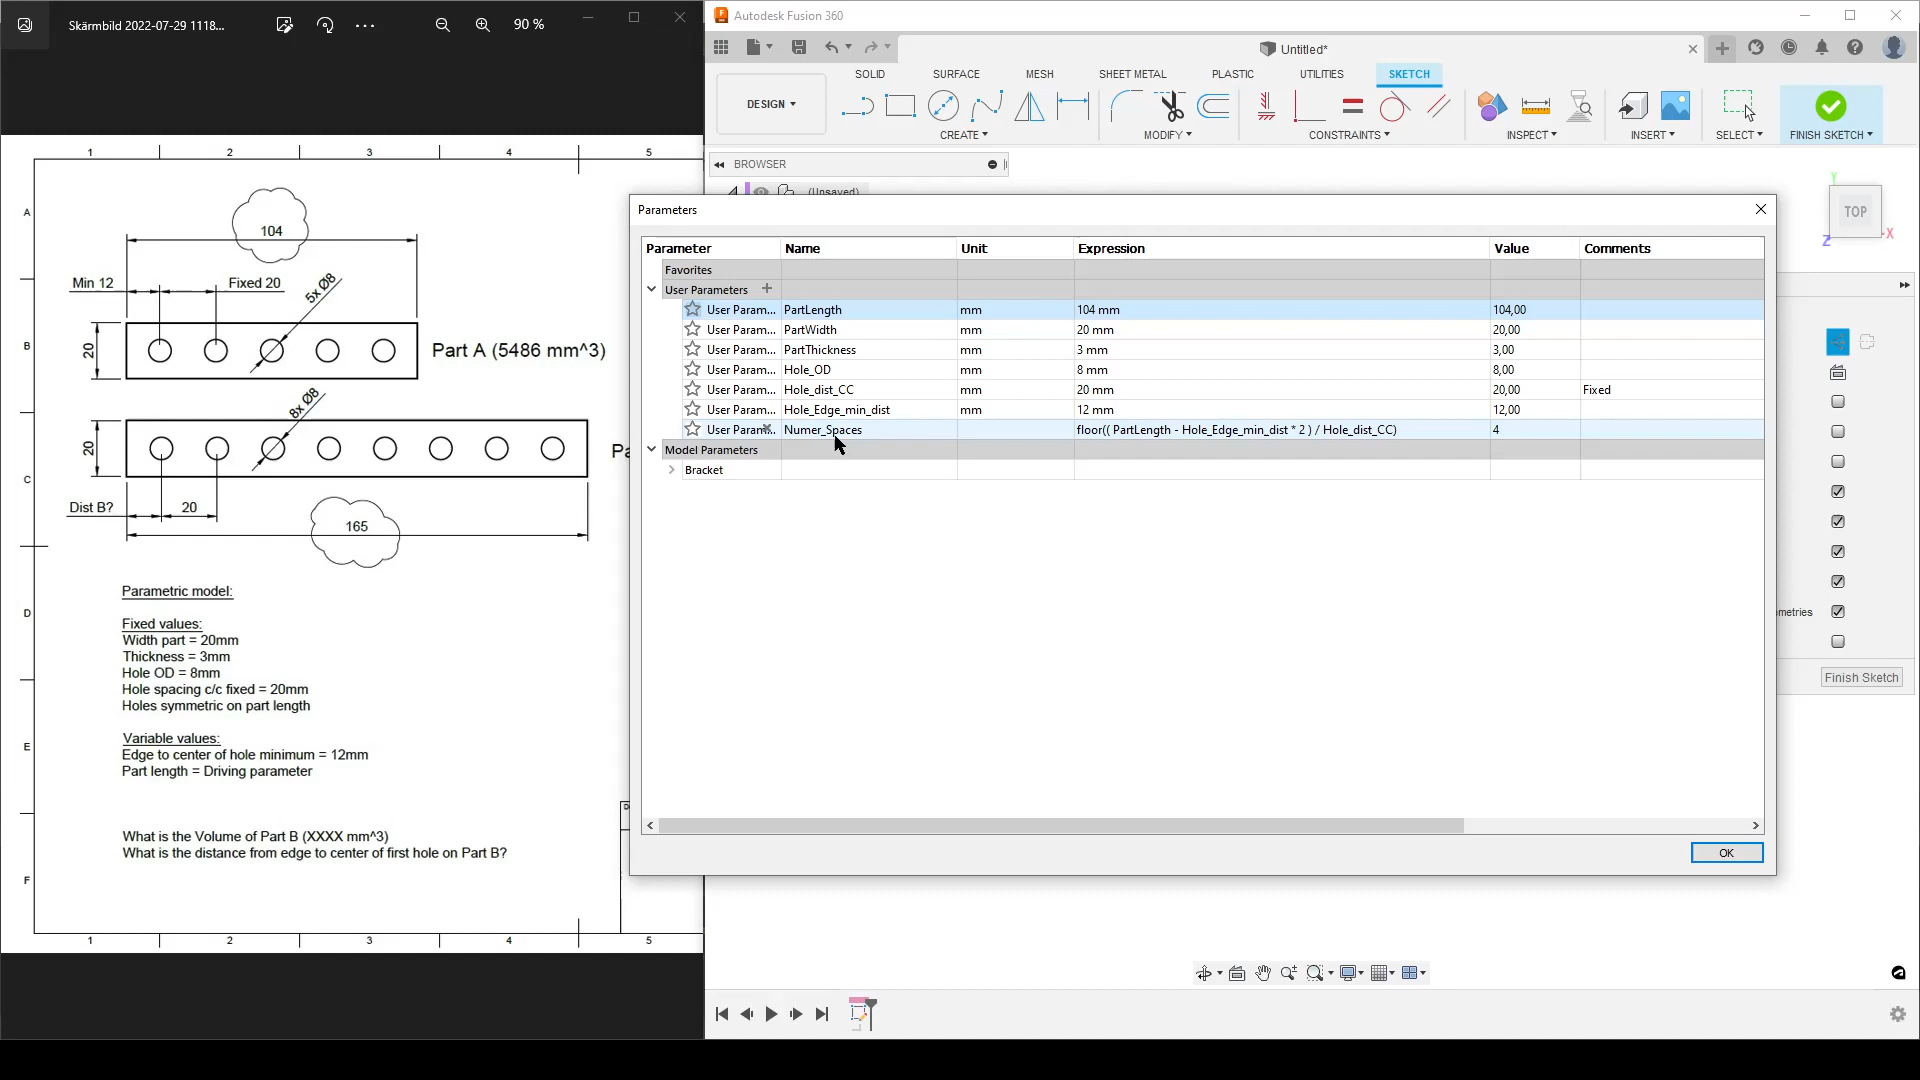 Skärmbild 2022-07-29 1118...
90 %
1 2 3 4 5
A
B
C
D
E
F
104
Min 12
Fixed 20
5x Ø8
20
Part A (5486 mm^3)
8x Ø8
20
Dist B?
20
165
Parametric model:
Fixed values:
Width part = 20mm
Thickness = 3mm
Hole OD = 8mm
Hole spacing c/c fixed = 20mm
Holes symmetric on part length
Variable values:
Edge to center of hole minimum = 12mm
Part length = Driving parameter
What is the Volume of Part B (XXXX mm^3)
What is the distance from edge to center of first hole on Part B?
1 2 3 4 5
Autodesk Fusion 360
Untitled*
DESIGN
SOLID SURFACE MESH SHEET METAL PLASTIC UTILITIES SKETCH
CREATE MODIFY CONSTRAINTS INSPECT INSERT SELECT FINISH SKETCH
BROWSER
(Unsaved)
Y
TOP
Z
-X
Parameters
Parameter Name Unit Expression Value Comments
Favorites
User Parameters +
User Param... PartLength mm 104 mm 104,00
User Param... PartWidth mm 20 mm 20,00
User Param... PartThickness mm 3 mm 3,00
User Param... Hole_OD mm 8 mm 8,00
User Param... Hole_dist_CC mm 20 mm 20,00 Fixed
User Param... Hole_Edge_min_dist mm 12 mm 12,00
User Param... Numer_Spaces floor(( PartLength - Hole_Edge_min_dist * 2 ) / Hole_dist_CC) 4
Model Parameters
Bracket
OK
Finish Sketch